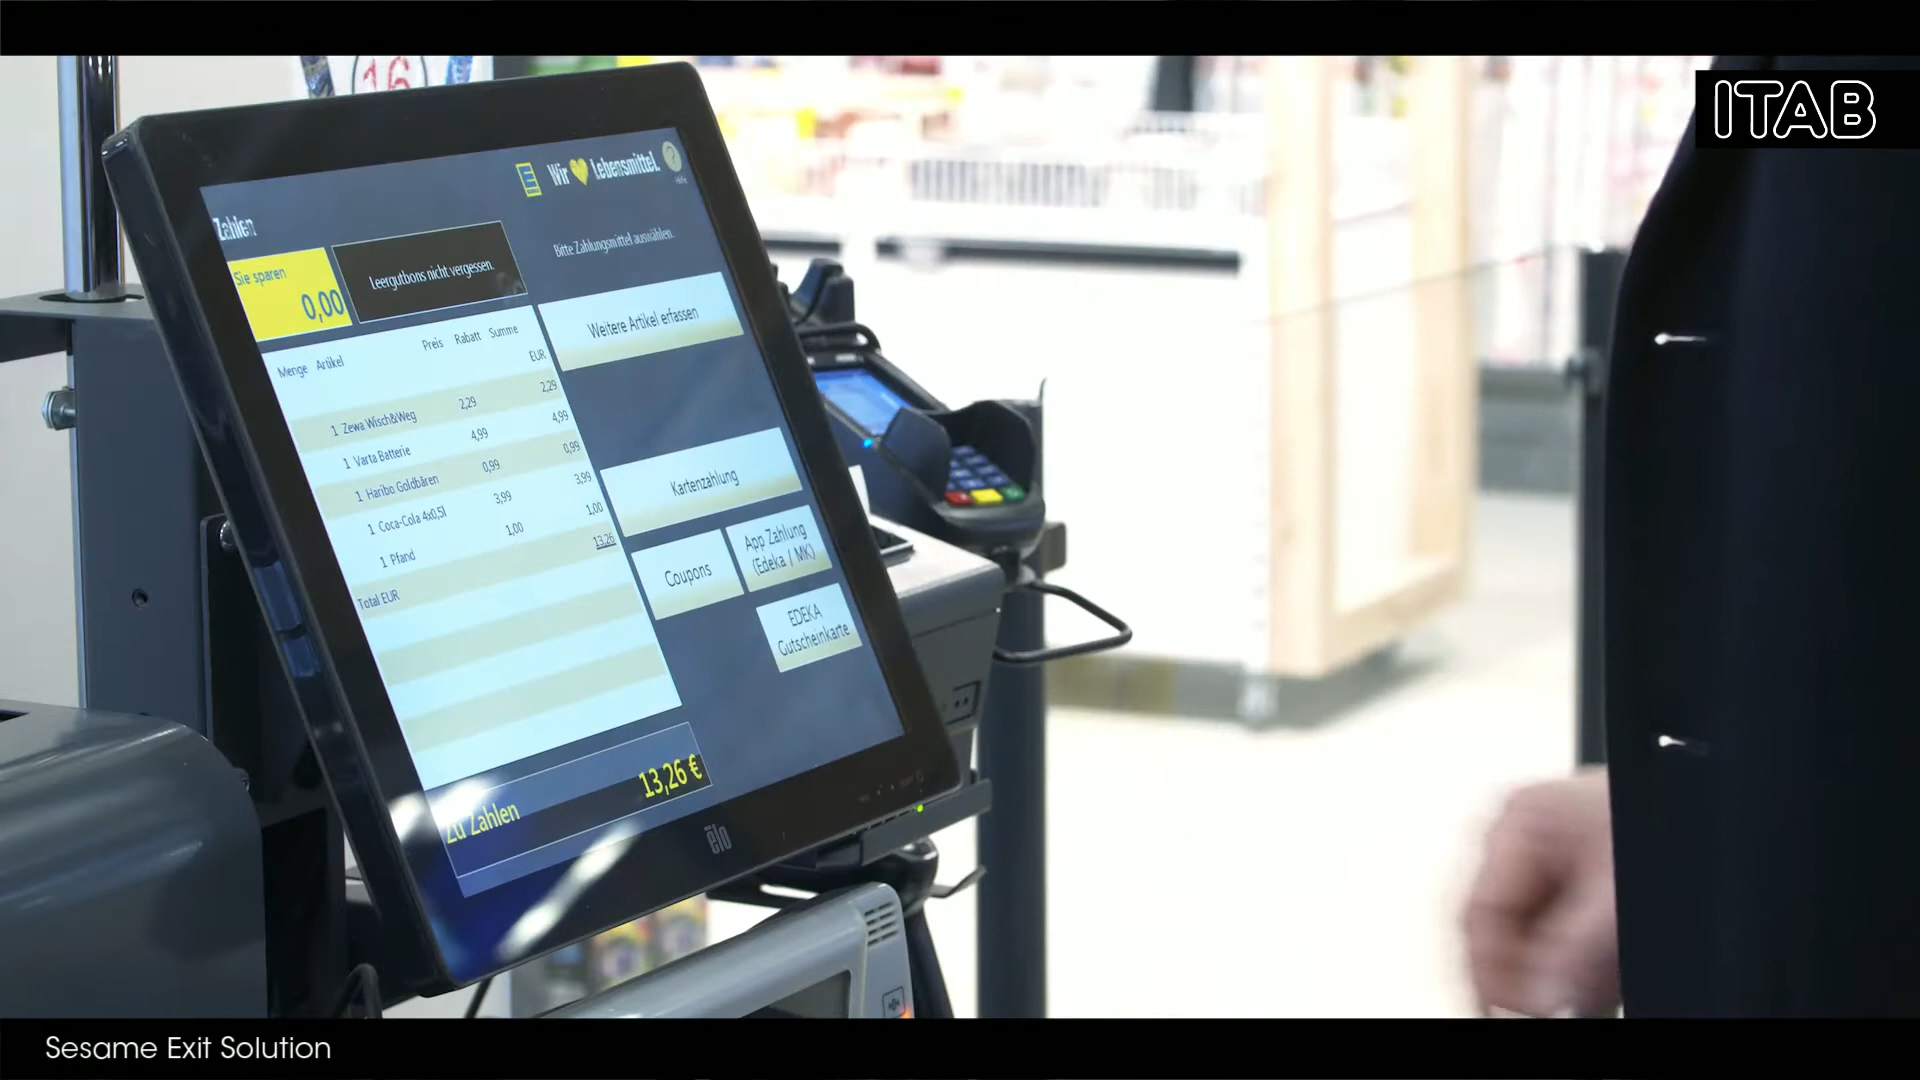 16
ITAB
Wir Lebensmittel.
?
Hilfe
Zahlen
Sie sparen
0,00
Leergutbons nicht vergessen.
Bitte Zahlungsmittel auswählen.
Weitere Artikel erfassen
Menge Artikel Preis Rabatt Summe
EUR
1 Zewa Wisch&Weg 2,29 2,29
1 Varta Batterie 4,99 4,99
1 Haribo Goldbären 0,99 0,99
1 Coca-Cola 4x0,5l 3,99 3,99
1 Pfand 1,00 1,00
Total EUR 13,26
Kartenzahlung
Coupons
App Zahlung
(Edeka / MK)
EDEKA
Gutscheinkarte
Zu Zahlen 13,26 €
elo
Sesame Exit Solution